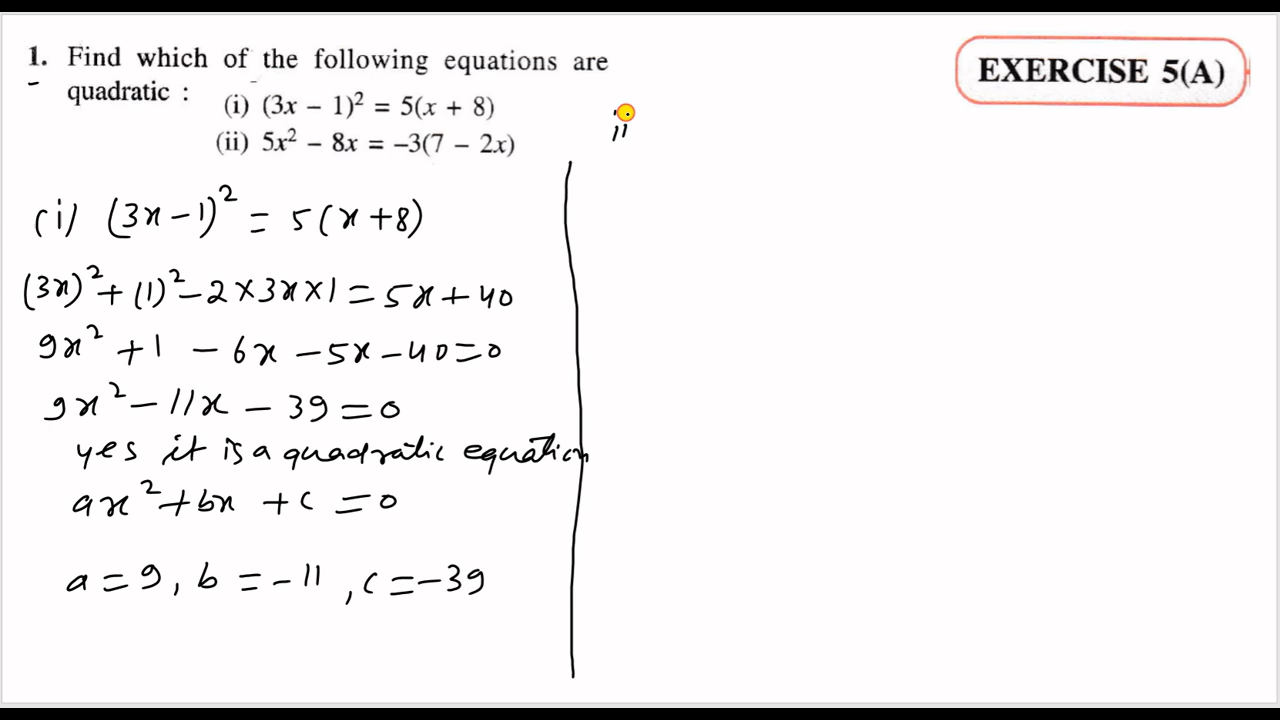 1. Find which of the following equations are
quadratic :
(i) (3x – 1)² = 5(x + 8)
(ii) 5x² – 8x = –3(7 – 2x)
EXERCISE 5(A)
ii
(i) (3x – 1)² = 5(x + 8)
(3x)² + (1)² – 2 × 3x × 1 = 5x + 40
9x² + 1 – 6x – 5x – 40 = 0
9x² – 11x – 39 = 0
yes it is a quadratic equation
ax² + bx + c = 0
a = 9, b = – 11, c = – 39